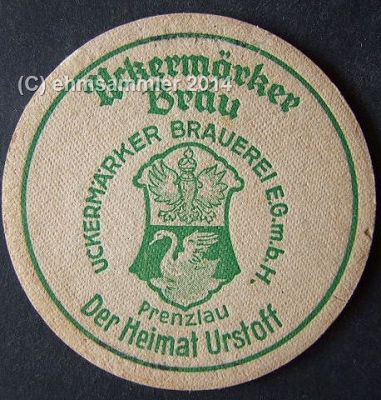 (C) ehmsammler 2014
Uckermärker
Bräu
UCKERMÄRKER BRAUEREI E.G.m.b.H.
Prenzlau
Der Heimat Urstoff